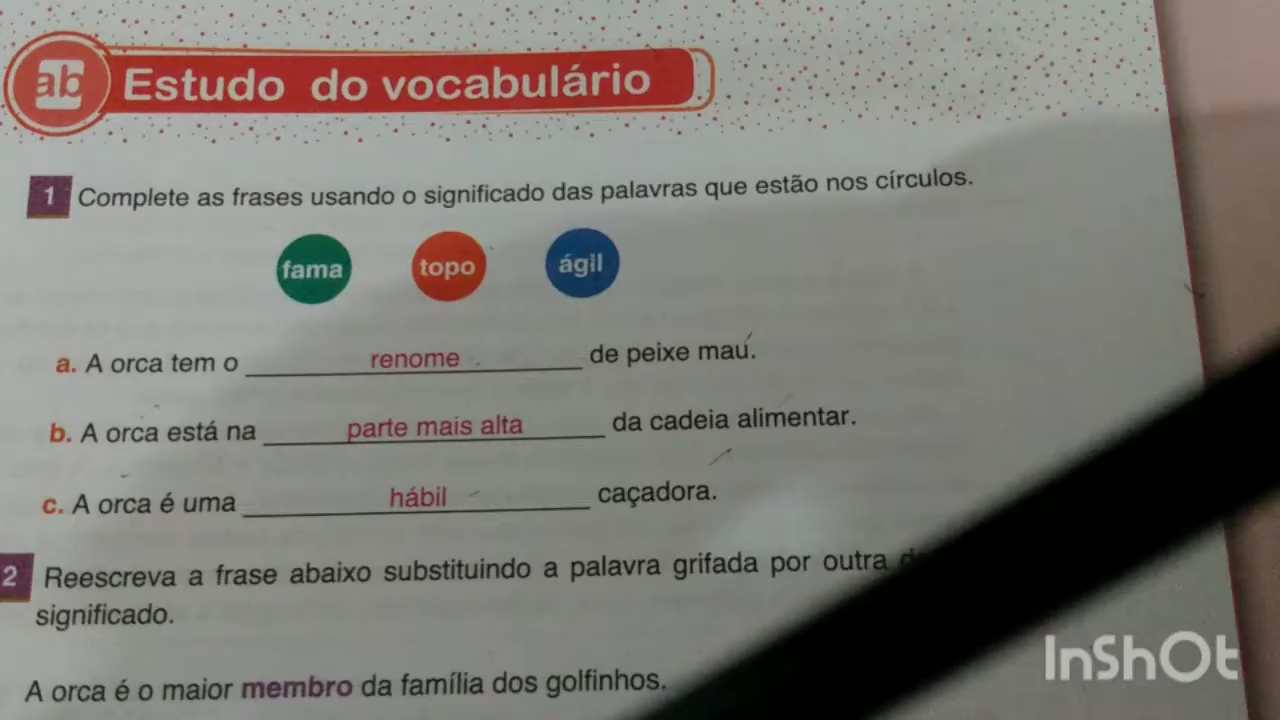 ab Estudo do vocabulário
1 Complete as frases usando o significado das palavras que estão nos círculos.
fama topo ágil
a. A orca tem o renome de peixe mau.
b. A orca está na parte mais alta da cadeia alimentar.
c. A orca é uma hábil caçadora.
2 Reescreva a frase abaixo substituindo a palavra grifada por outra
significado.
A orca é o maior membro da família dos golfinhos.
InShOt